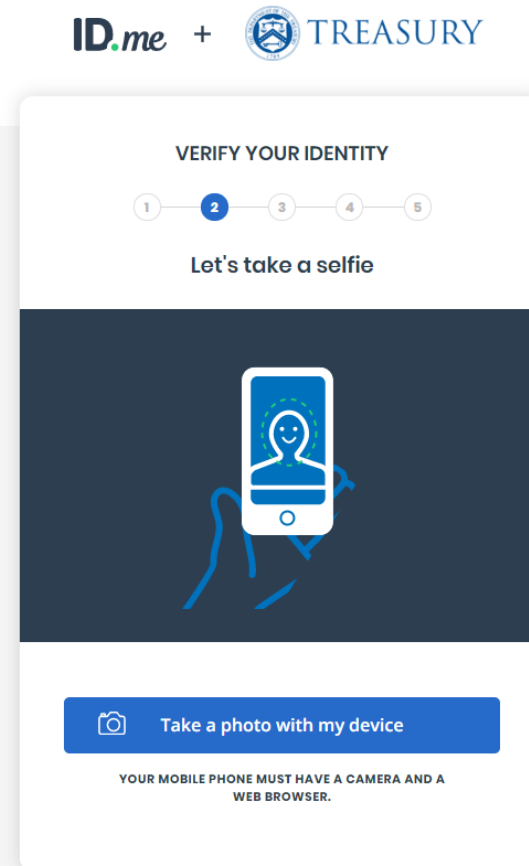 ID.me + TREASURY
VERIFY YOUR IDENTITY
1 2 3 4 5
Let's take a selfie
Take a photo with my device
YOUR MOBILE PHONE MUST HAVE A CAMERA AND A
WEB BROWSER.